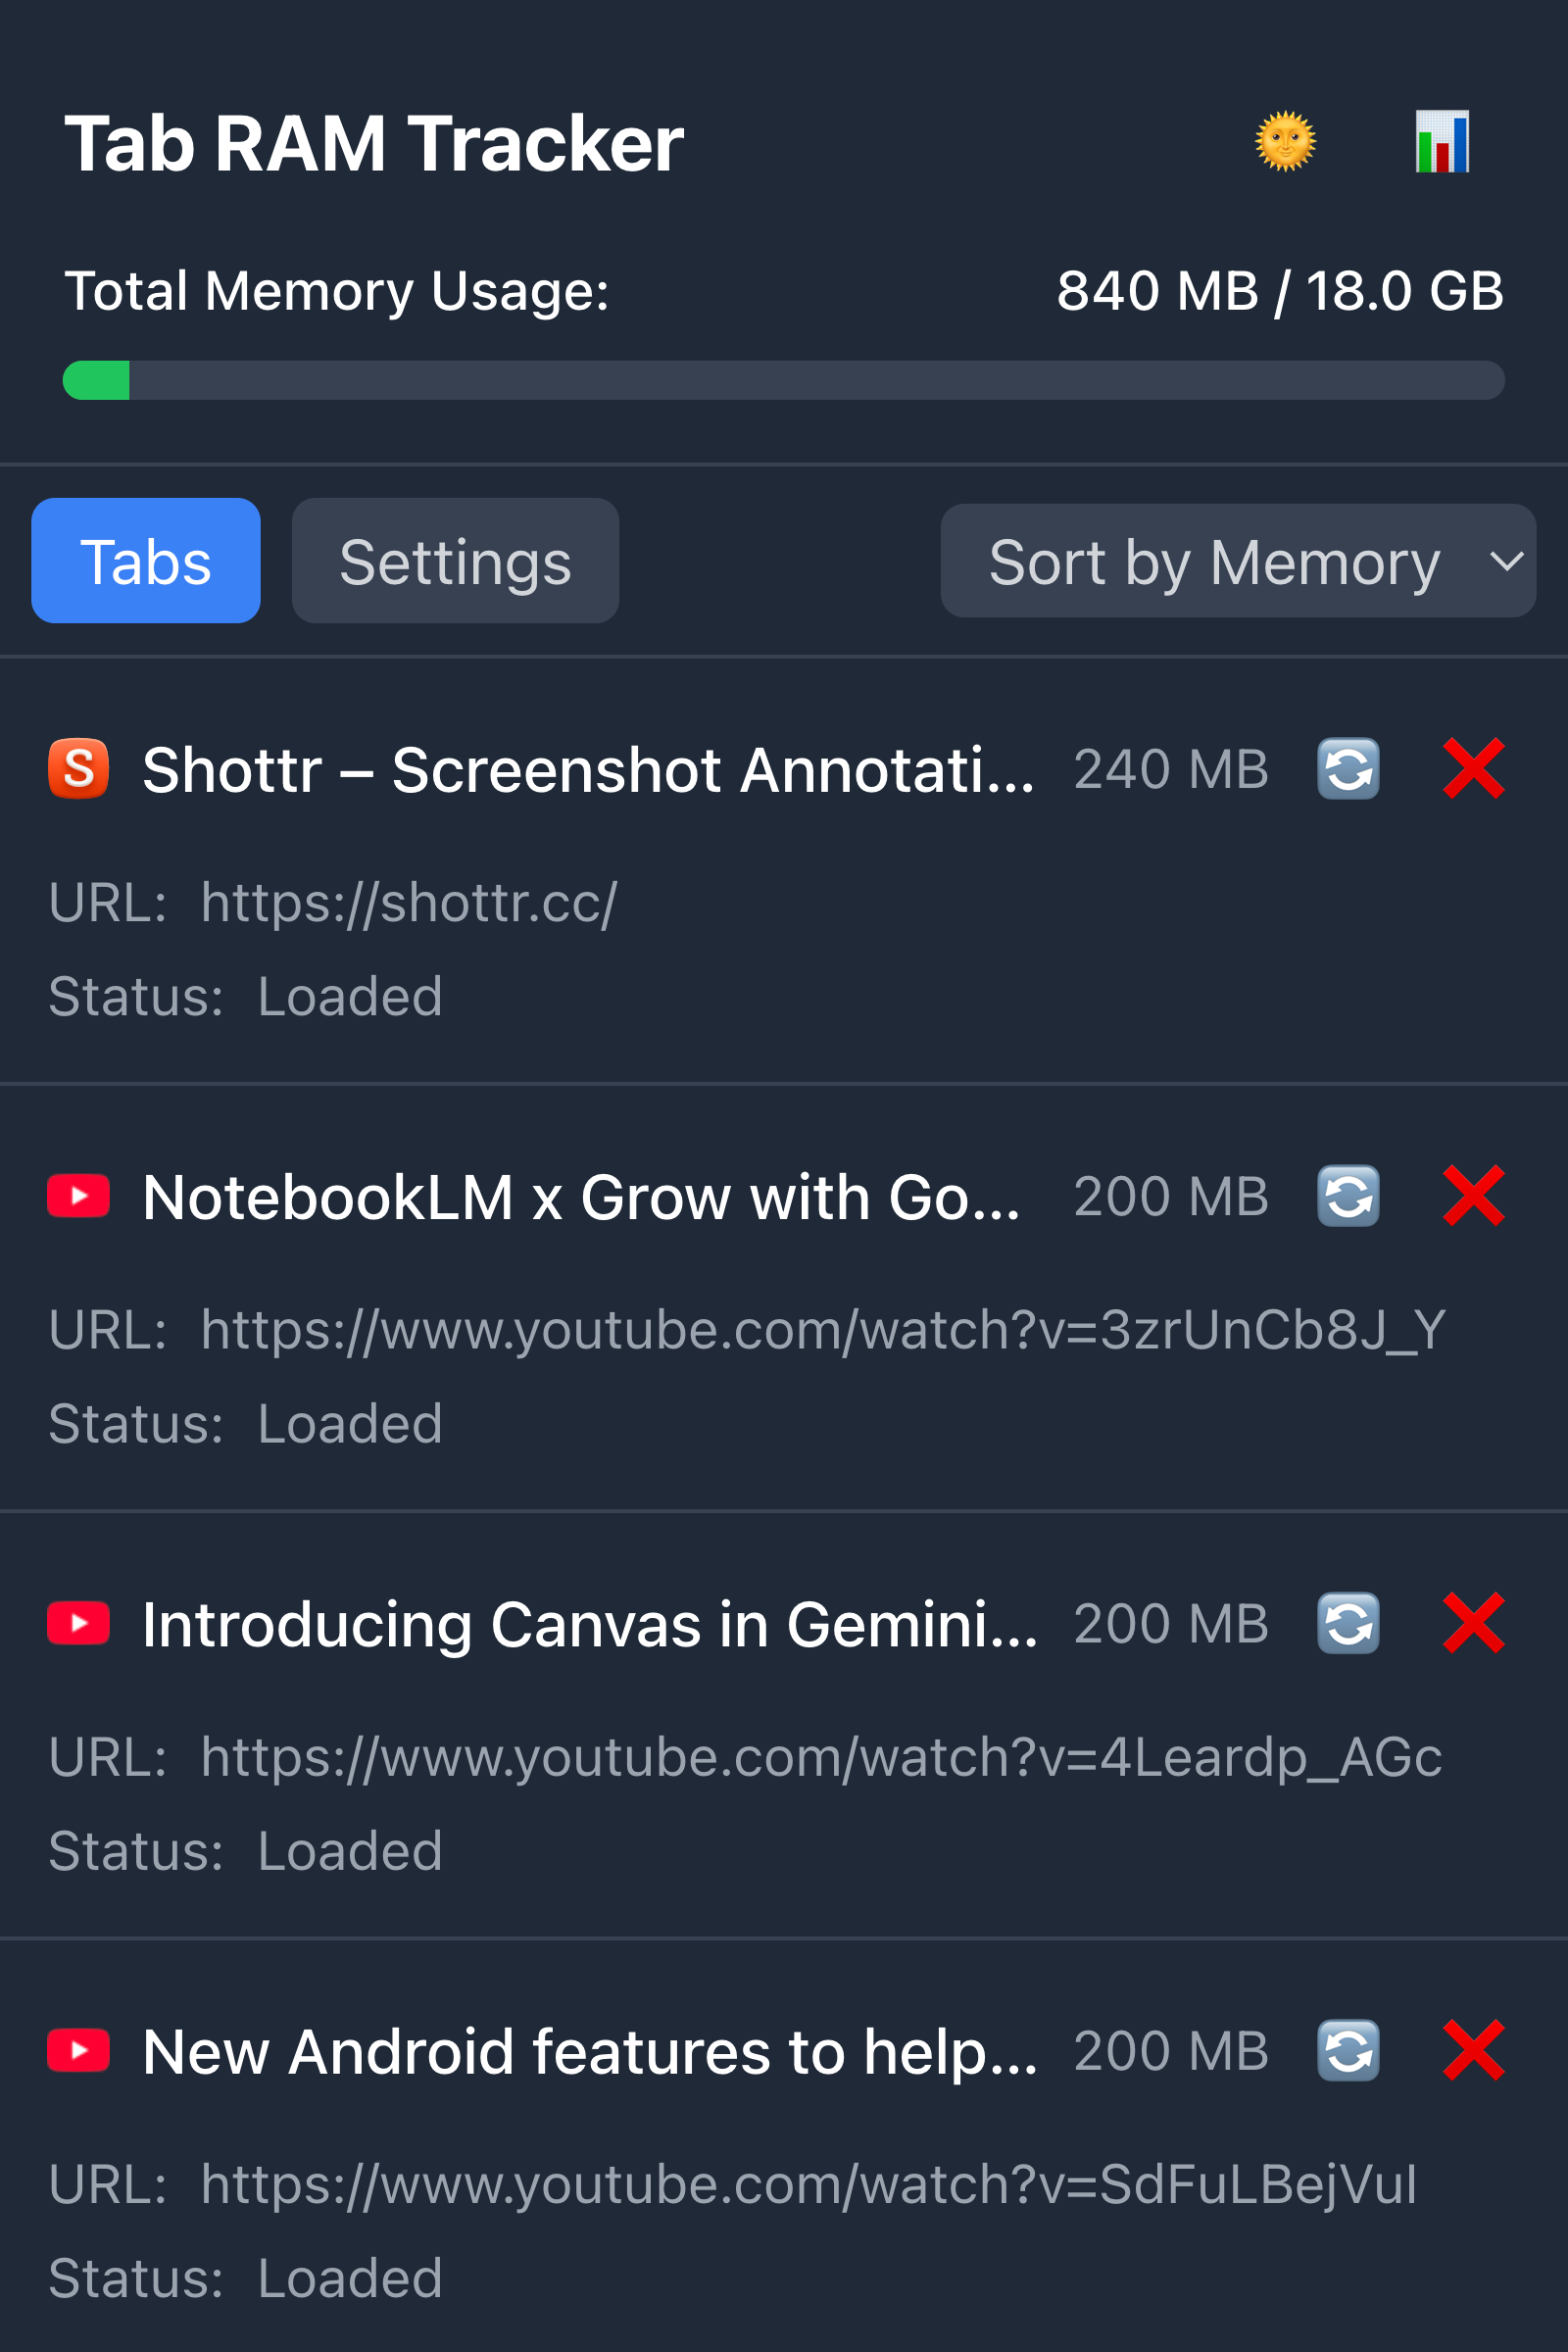 Tab RAM Tracker
Total Memory Usage: 840 MB / 18.0 GB
Tabs Settings Sort by Memory
S Shottr – Screenshot Annotati... 240 MB
URL: https://shottr.cc/
Status: Loaded
NotebookLM x Grow with Go... 200 MB
URL: https://www.youtube.com/watch?v=3zrUnCb8J_Y
Status: Loaded
Introducing Canvas in Gemini... 200 MB
URL: https://www.youtube.com/watch?v=4Leardp_AGc
Status: Loaded
New Android features to help... 200 MB
URL: https://www.youtube.com/watch?v=SdFuLBejVuI
Status: Loaded